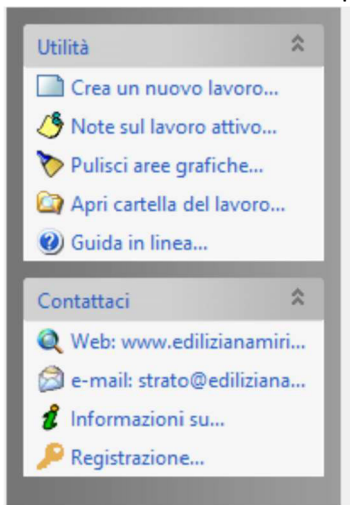 Utilità
Crea un nuovo lavoro...
Note sul lavoro attivo...
Pulisci aree grafiche...
Apri cartella del lavoro...
Guida in linea...
Contattaci
Web: www.edilizianamiri...
e-mail: strato@ediliziana...
Informazioni su...
Registrazione...